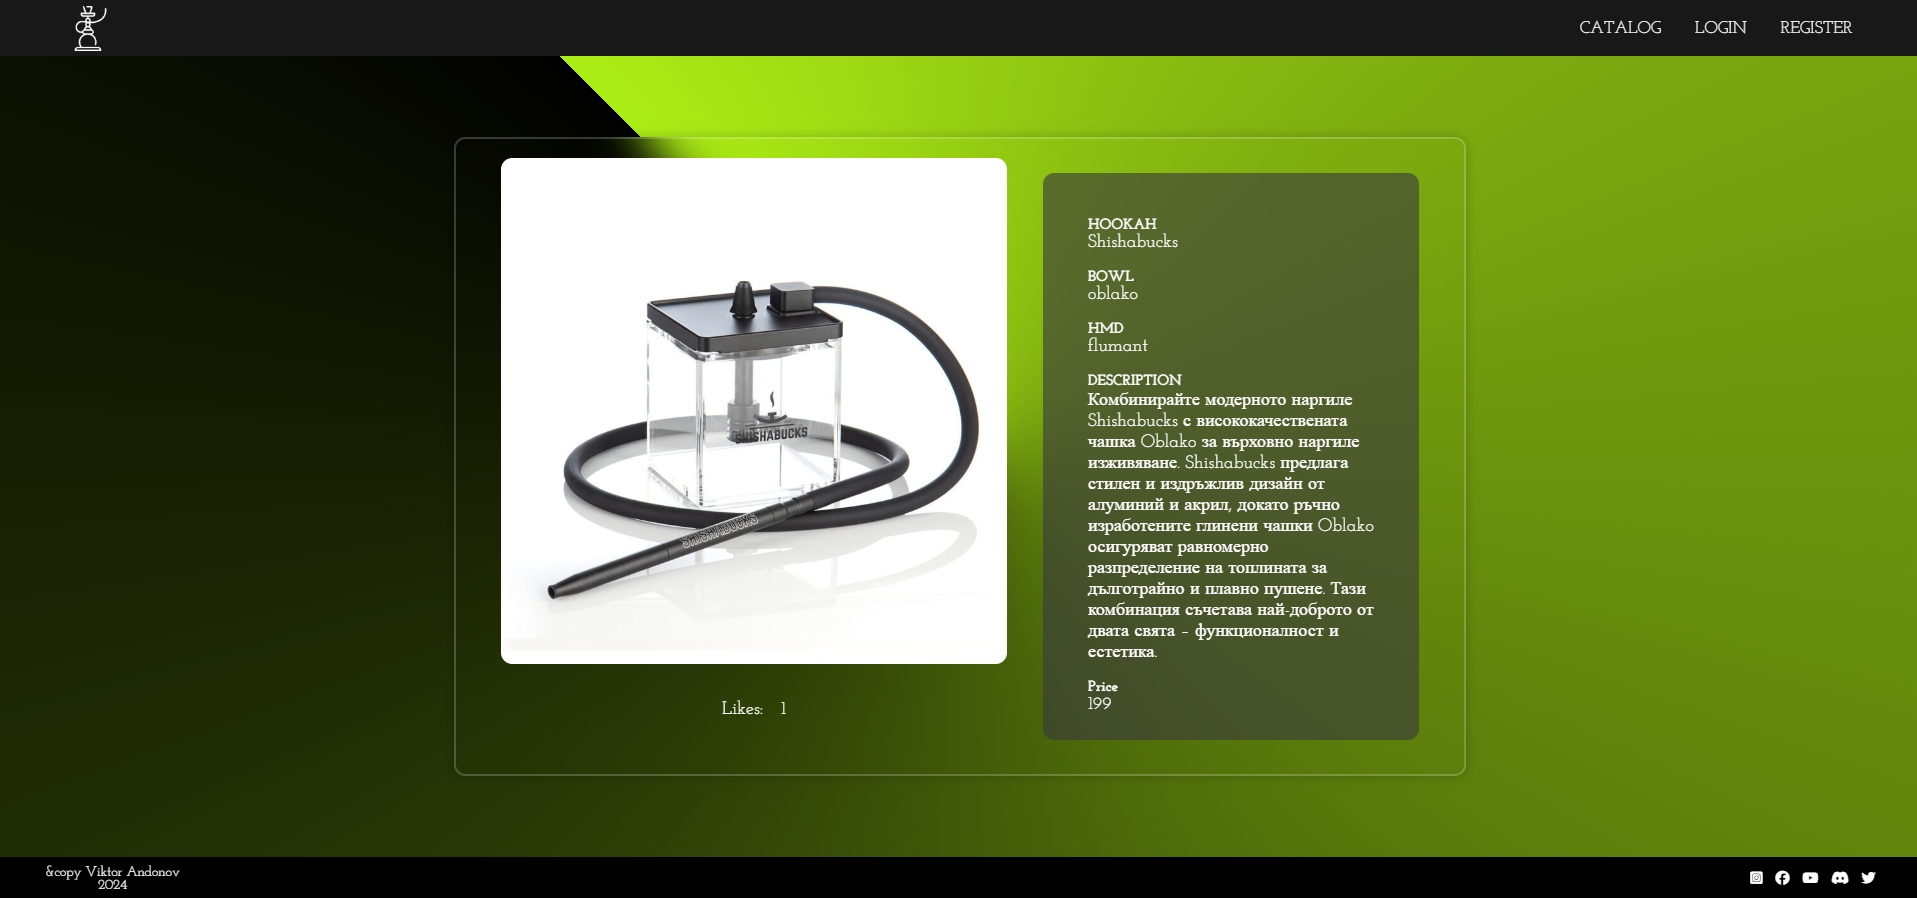 CATALOG LOGIN REGISTER
SHISHABUCKS
SHISHABUCKS
Likes: 1
HOOKAH
Shishabucks
BOWL
oblako
HMD
flumant
DESCRIPTION
Комбинирайте модерното наргиле
Shishabucks с висококачествената
чашка Oblako за върховно наргиле
изживяване. Shishabucks предлага
стилен и издръжлив дизайн от
алуминий и акрил, докато ръчно
изработените глинени чашки Oblako
осигуряват равномерно
разпределение на топлината за
дълготрайно и плавно пушене. Тази
комбинация съчетава най-доброто от
двата свята – функционалност и
естетика.
Price
199
&copy Viktor Andonov
2024